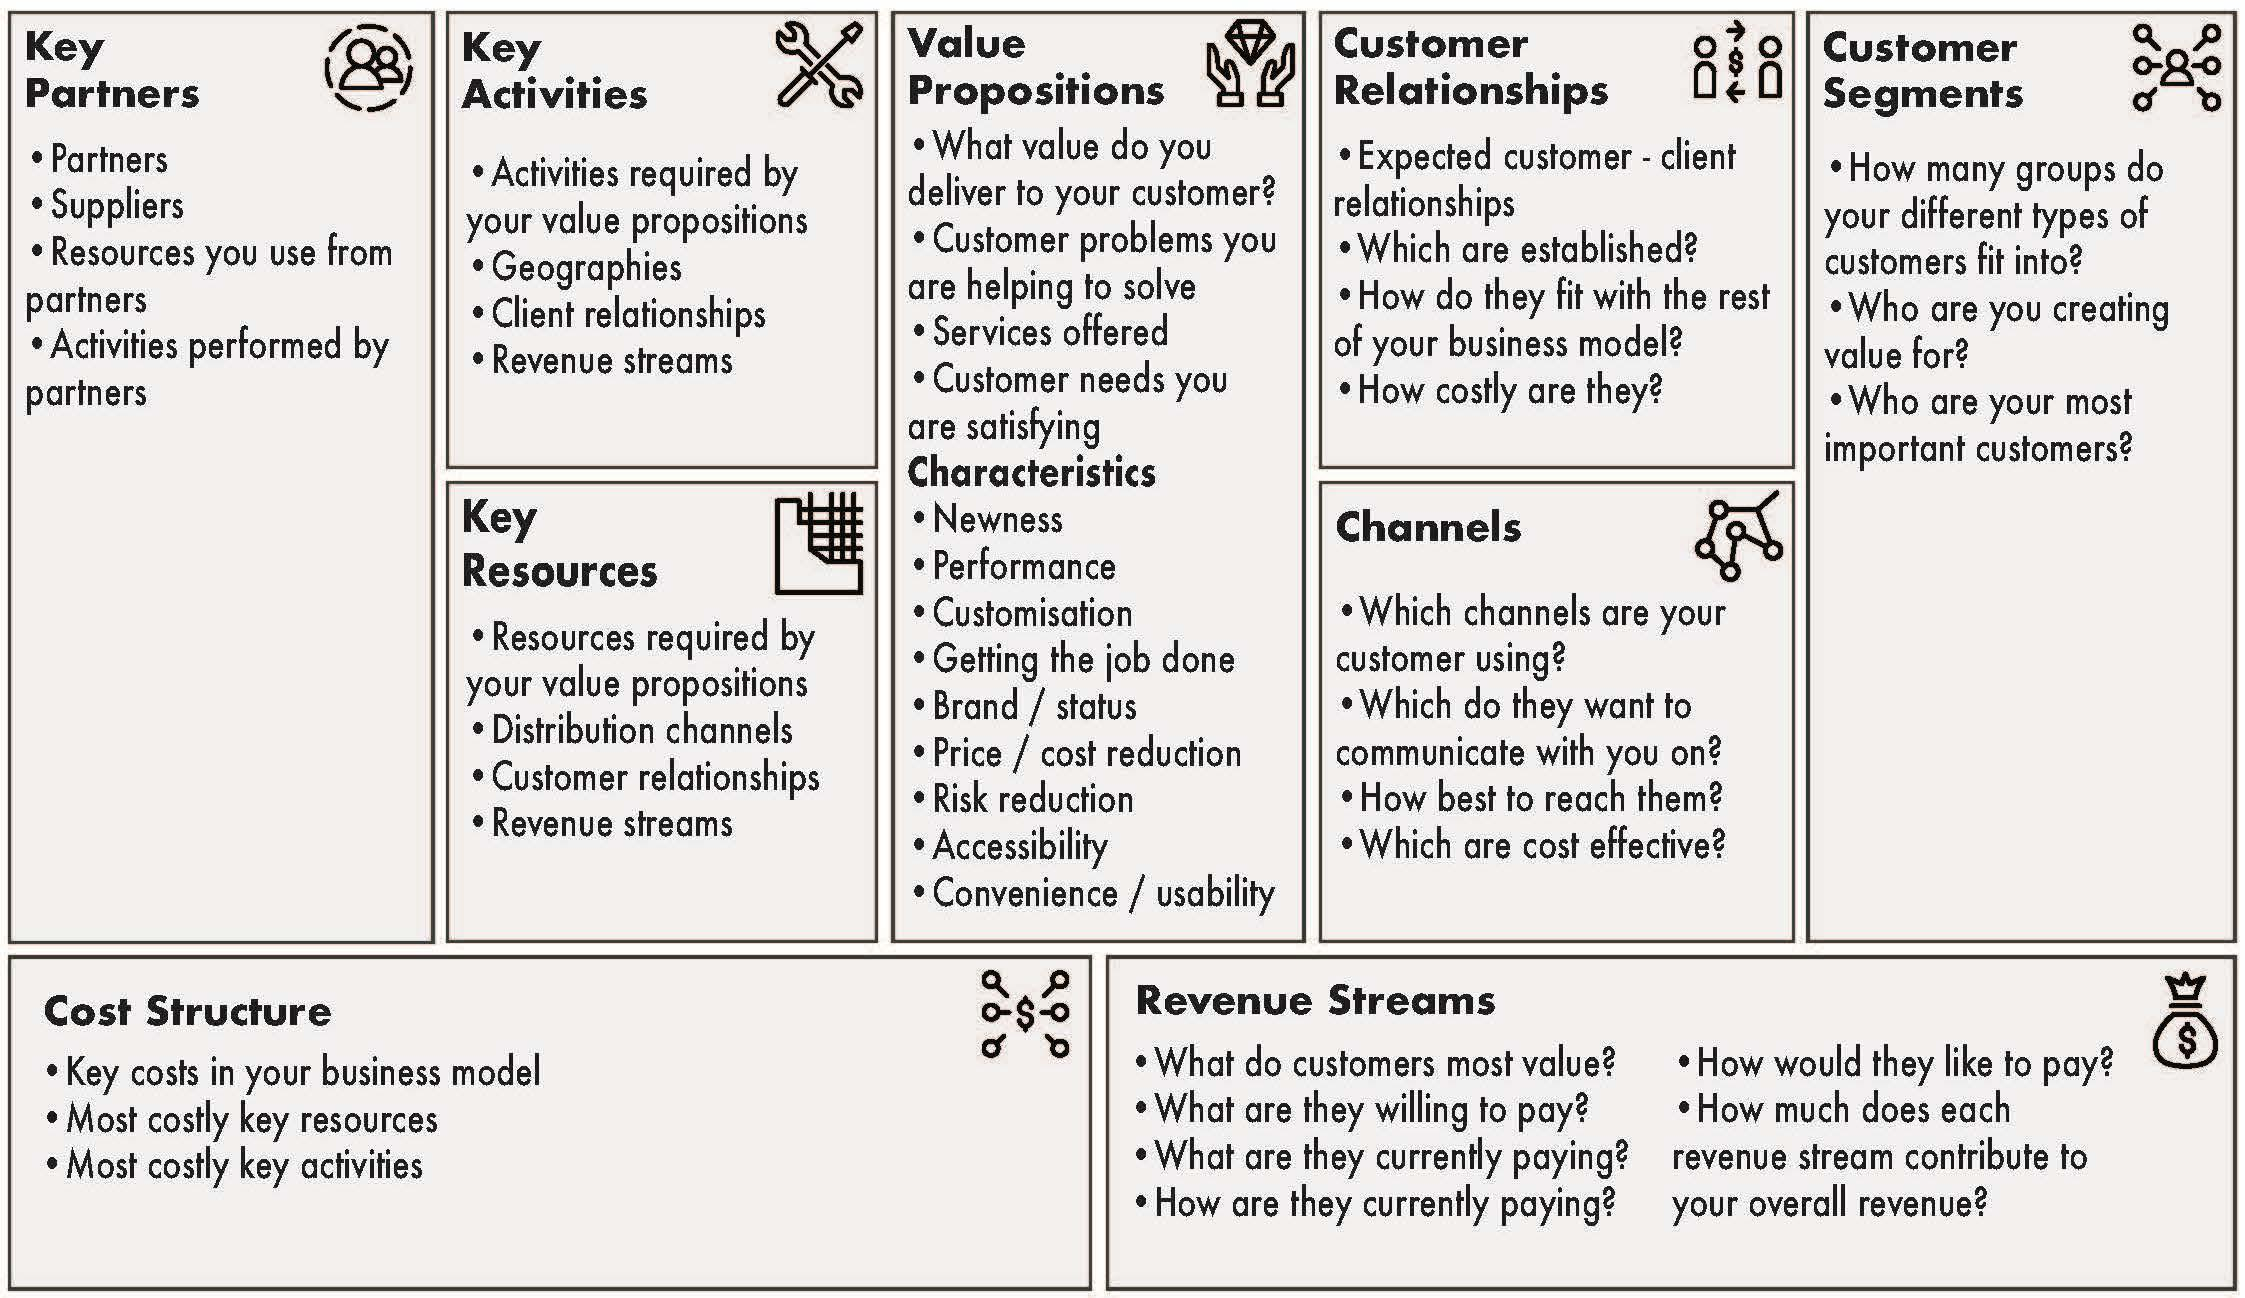 Key
Partners
•Partners
•Suppliers
•Resources you use from
partners
•Activities performed by
partners
Key
Activities
•Activities required by
your value propositions
•Geographies
•Client relationships
•Revenue streams
Key
Resources
•Resources required by
your value propositions
•Distribution channels
•Customer relationships
•Revenue streams
Value
Propositions
•What value do you
deliver to your customer?
•Customer problems you
are helping to solve
•Services offered
•Customer needs you
are satisfying
Characteristics
•Newness
•Performance
•Customisation
•Getting the job done
•Brand / status
•Price / cost reduction
•Risk reduction
•Accessibility
•Convenience / usability
Customer
Relationships
$
•Expected customer - client
relationships
•Which are established?
•How do they fit with the rest
of your business model?
•How costly are they?
Channels
•Which channels are your
customer using?
•Which do they want to
communicate with you on?
•How best to reach them?
•Which are cost effective?
Customer
Segments
•How many groups do
your different types of
customers fit into?
•Who are you creating
value for?
•Who are your most
important customers?
Cost Structure
$
•Key costs in your business model
•Most costly key resources
•Most costly key activities
Revenue Streams
$
•What do customers most value?
•What are they willing to pay?
•What are they currently paying?
•How are they currently paying?
•How would they like to pay?
•How much does each
revenue stream contribute to
your overall revenue?